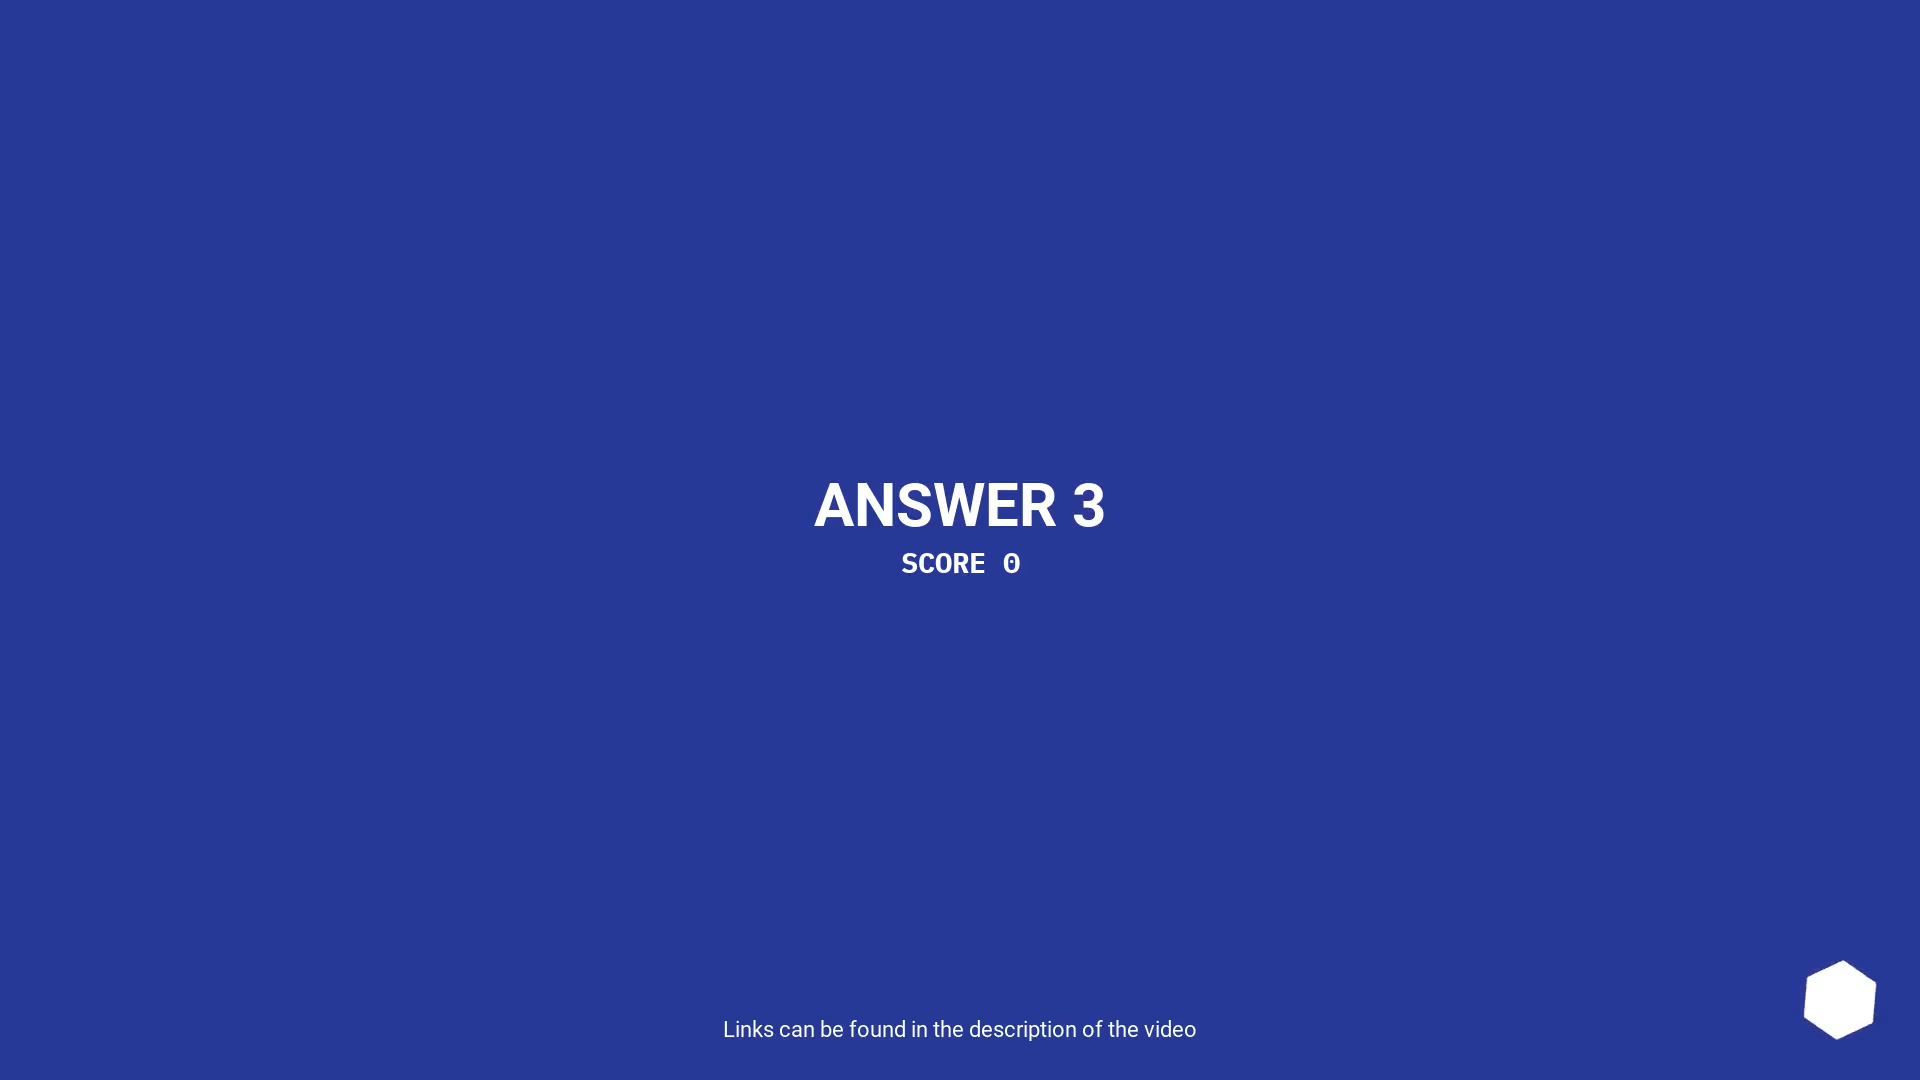 ANSWER 3
SCORE 0
Links can be found in the description of the video